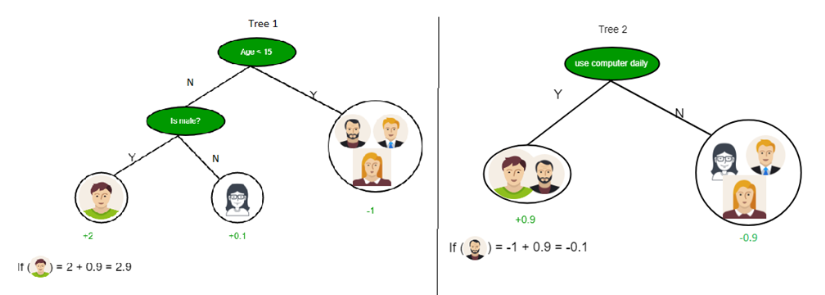 Tree 1
Age < 15
N
Y
Is male?
Y
N
+2
+0.1
-1
If ( ) = 2 + 0.9 = 2.9
Tree 2
use computer daily
Y
N
+0.9
-0.9
If ( ) = -1 + 0.9 = -0.1